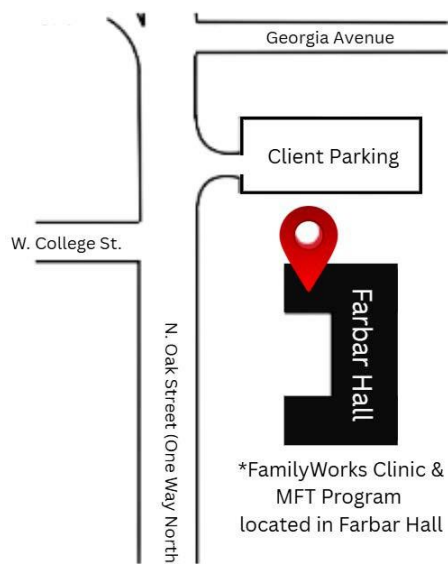 Georgia Avenue
Client Parking
W. College St.
Farbar Hall
N. Oak Street (One Way North
*FamilyWorks Clinic &
MFT Program
located in Farbar Hall